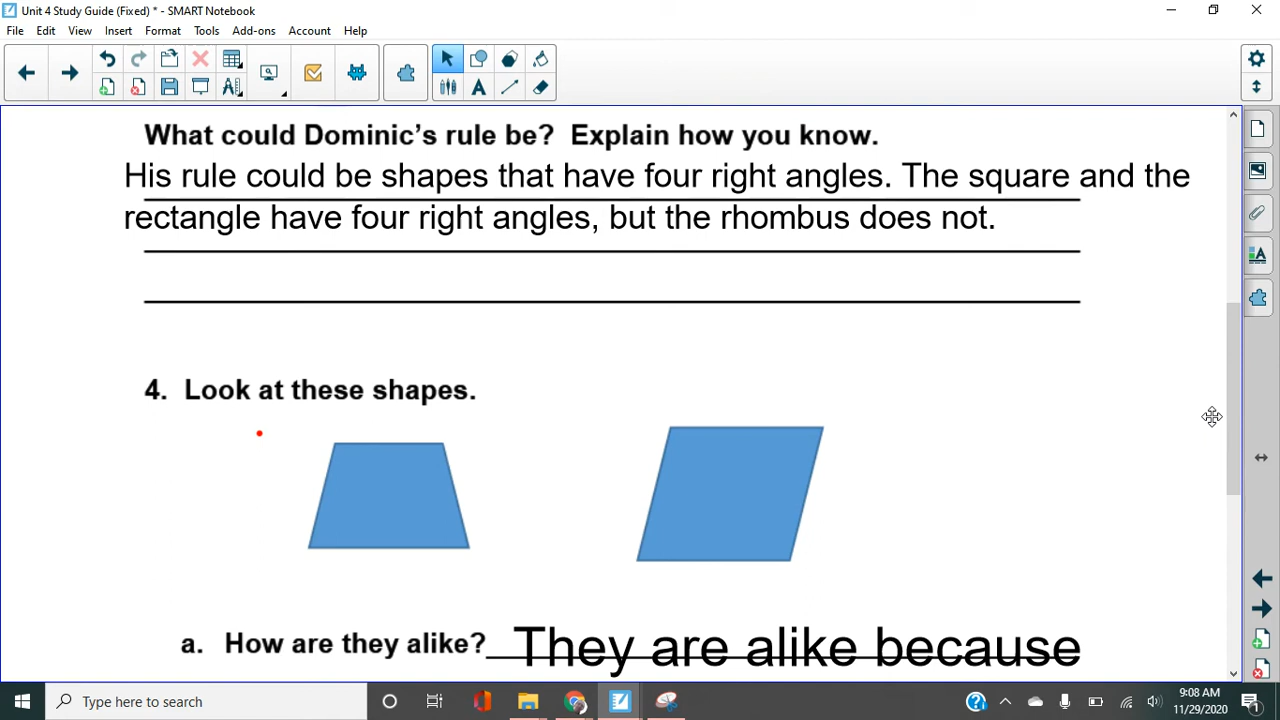 Unit 4 Study Guide (Fixed) * - SMART Notebook
File Edit View Insert Format Tools Add-ons Account Help
What could Dominic's rule be? Explain how you know.
His rule could be shapes that have four right angles. The square and the
rectangle have four right angles, but the rhombus does not.
4. Look at these shapes.
a. How are they alike? They are alike because
Type here to search
9:08 AM
11/29/2020
1